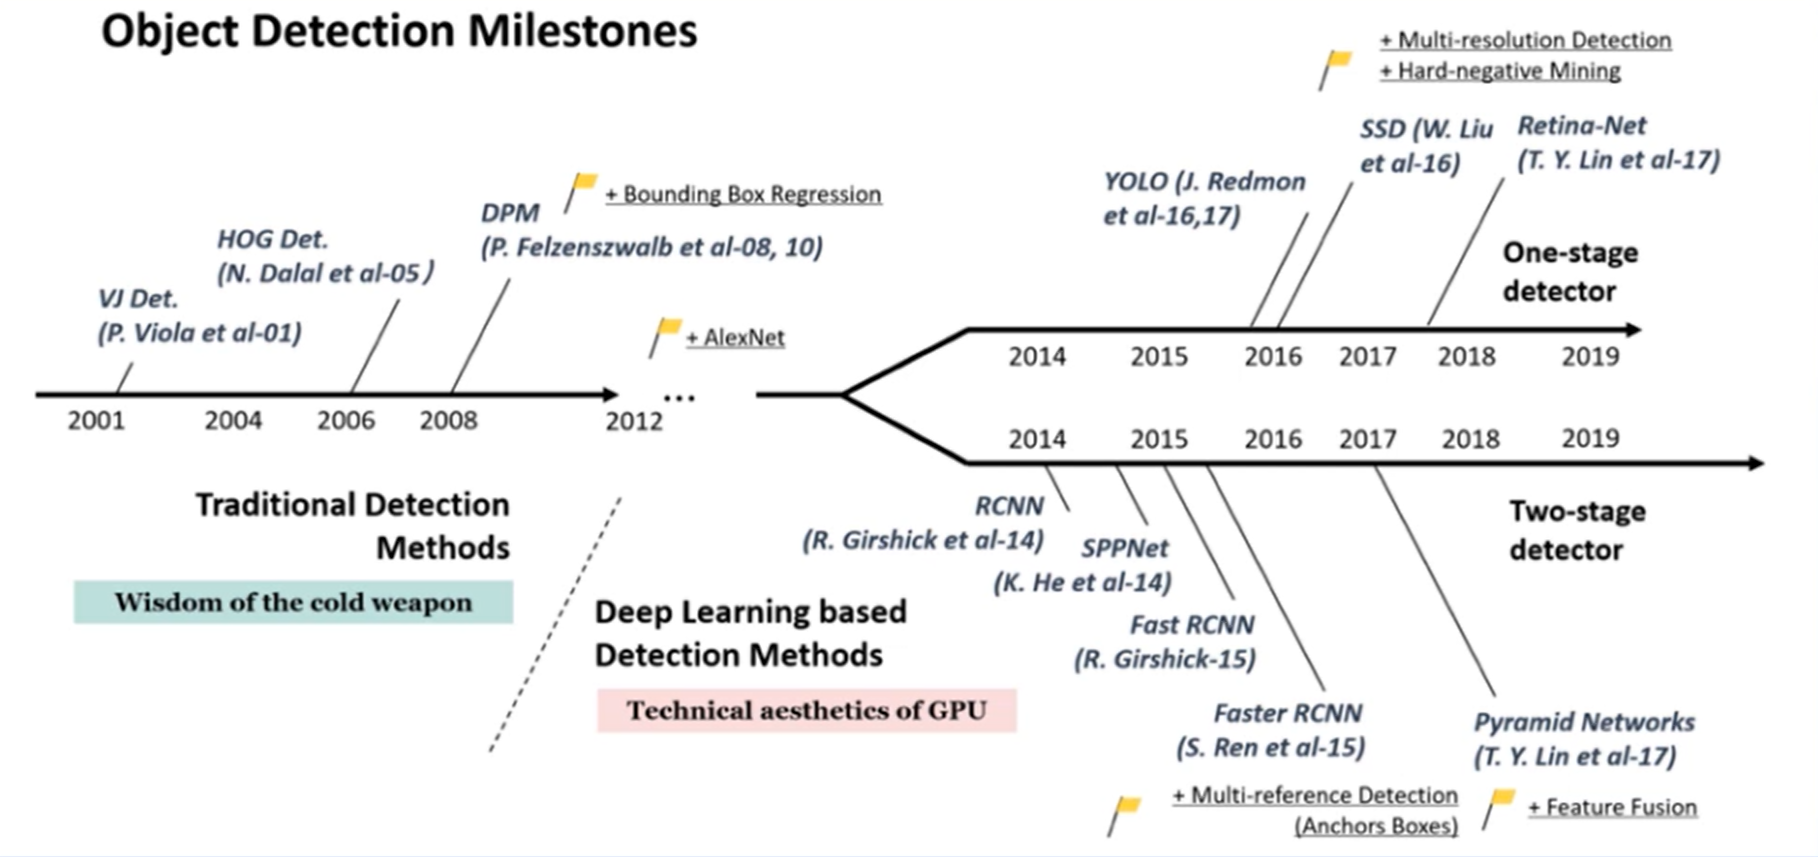 Object Detection Milestones
+ Multi-resolution Detection
+ Hard-negative Mining
SSD (W. Liu
et al-16)
Retina-Net
(T. Y. Lin et al-17)
YOLO (J. Redmon
et al-16,17)
+ Bounding Box Regression
DPM
(P. Felzenszwalb et al-08, 10)
HOG Det.
(N. Dalal et al-05)
VJ Det.
(P. Viola et al-01)
+ AlexNet
One-stage
detector
2014 2015 2016 2017 2018 2019
2001 2004 2006 2008 2012 ...
2014 2015 2016 2017 2018 2019
Traditional Detection
Methods
Wisdom of the cold weapon
Deep Learning based
Detection Methods
Technical aesthetics of GPU
RCNN
(R. Girshick et al-14)
SPPNet
(K. He et al-14)
Fast RCNN
(R. Girshick-15)
Faster RCNN
(S. Ren et al-15)
+ Multi-reference Detection
(Anchors Boxes)
Two-stage
detector
Pyramid Networks
(T. Y. Lin et al-17)
+ Feature Fusion